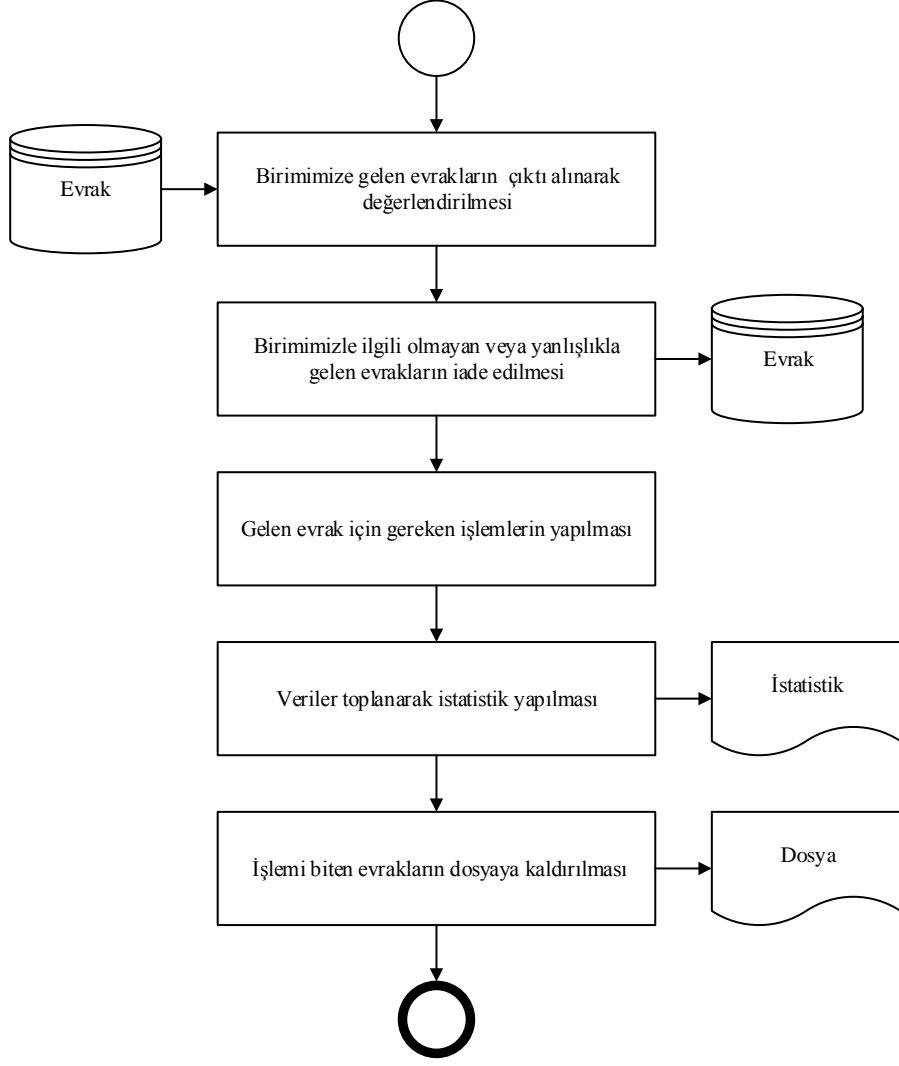 Evrak
Birimimize gelen evrakların çıktı alınarak
değerlendirilmesi
Birimimizle ilgili olmayan veya yanlışlıkla
gelen evrakların iade edilmesi
Evrak
Gelen evrak için gereken işlemlerin yapılması
Veriler toplanarak istatistik yapılması
İstatistik
İşlemi biten evrakların dosyaya kaldırılması
Dosya